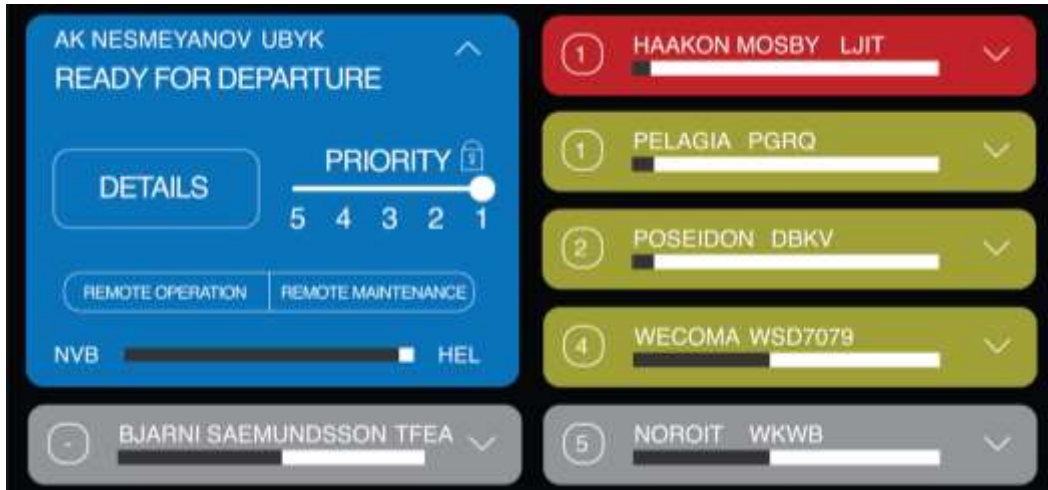 AK NESMEYANOV UBYK
READY FOR DEPARTURE
DETAILS
PRIORITY
5 4 3 2 1
REMOTE OPERATION REMOTE MAINTENANCE
NVB HEL
- BJARNI SAEMUNDSSON TFEA
1 HAAKON MOSBY LJIT
1 PELAGIA PGRQ
2 POSEIDON DBKV
4 WECOMA WSD7079
5 NOROIT WKWB